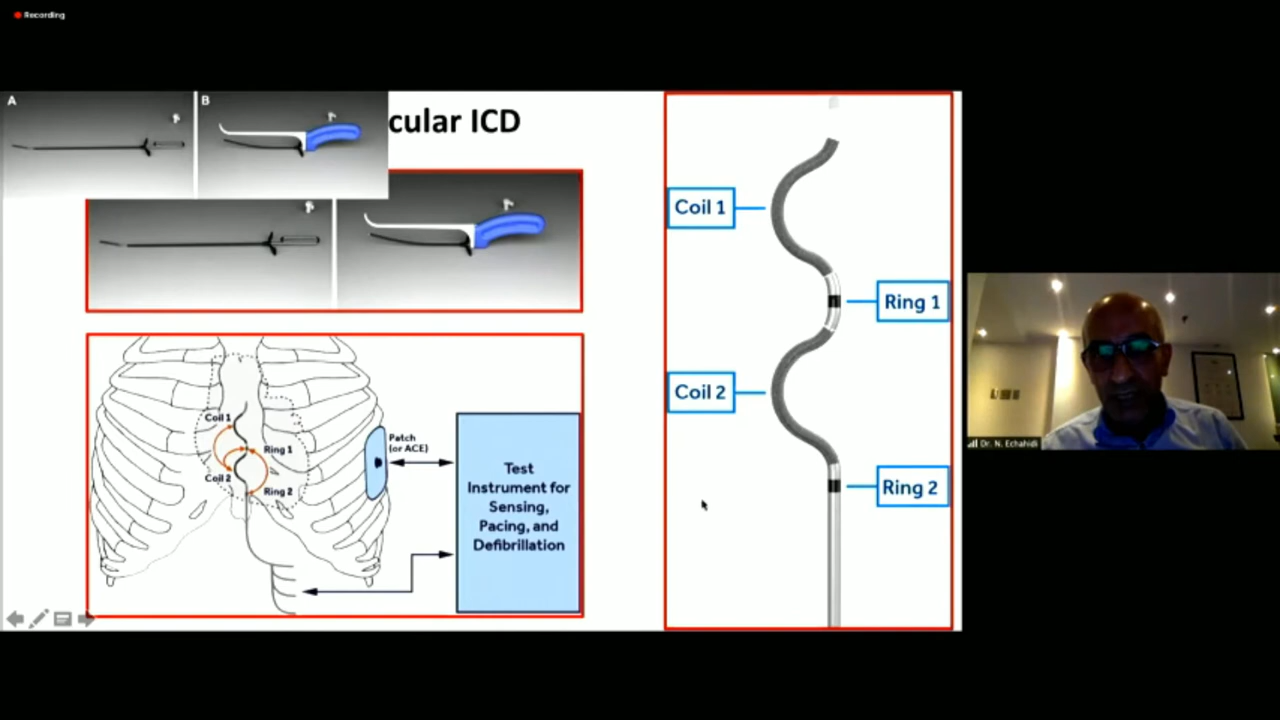 Recording
A
B
cular ICD
Coil 1
Ring 1
Coil 2
Ring 2
Coil 1
Ring 1
Coil 2
Ring 2
Patch
(or ACE)
Test
Instrument for
Sensing,
Pacing, and
Defibrillation
Dr. N. Echahidi